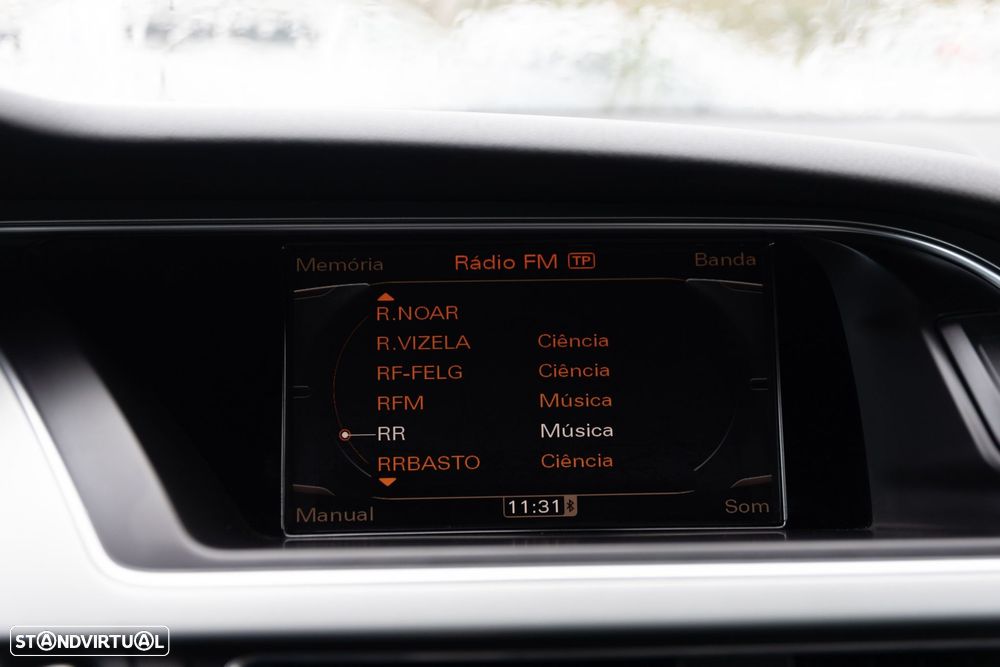 Memória Rádio FM TP Banda
R.NOAR
R.VIZELA Ciência
RF-FELG Ciência
RFM Música
RR Música
RRBASTO Ciência
Manual 11:31 Som
STANDVIRTUAL